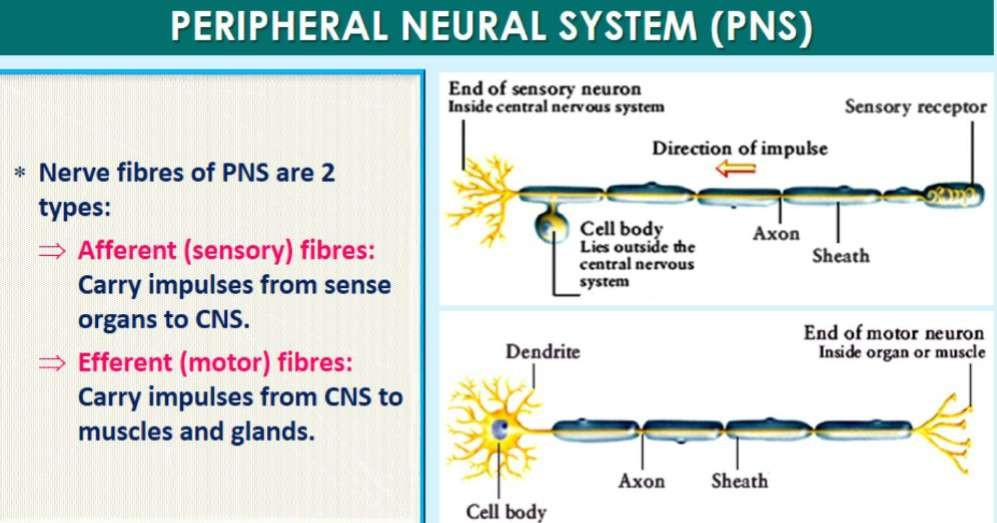 PERIPHERAL NEURAL SYSTEM (PNS)
* Nerve fibres of PNS are 2
types:
⇒ Afferent (sensory) fibres:
Carry impulses from sense
organs to CNS.
⇒ Efferent (motor) fibres:
Carry impulses from CNS to
muscles and glands.
End of sensory neuron
Inside central nervous system
Sensory receptor
Direction of impulse
Cell body
Lies outside the
central nervous
system
Axon
Sheath
End of motor neuron
Inside organ or muscle
Dendrite
Axon
Sheath
Cell body